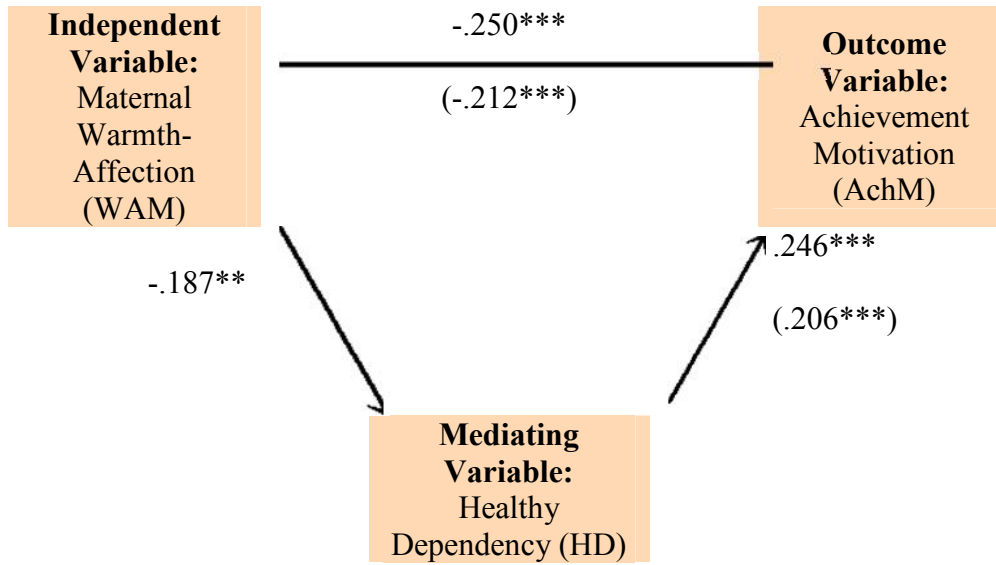 Independent
Variable:
Maternal
Warmth-
Affection
(WAM)
-.250***
(-.212***)
Outcome
Variable:
Achievement
Motivation
(AchM)
-.187**
.246***
(.206***)
Mediating
Variable:
Healthy
Dependency (HD)